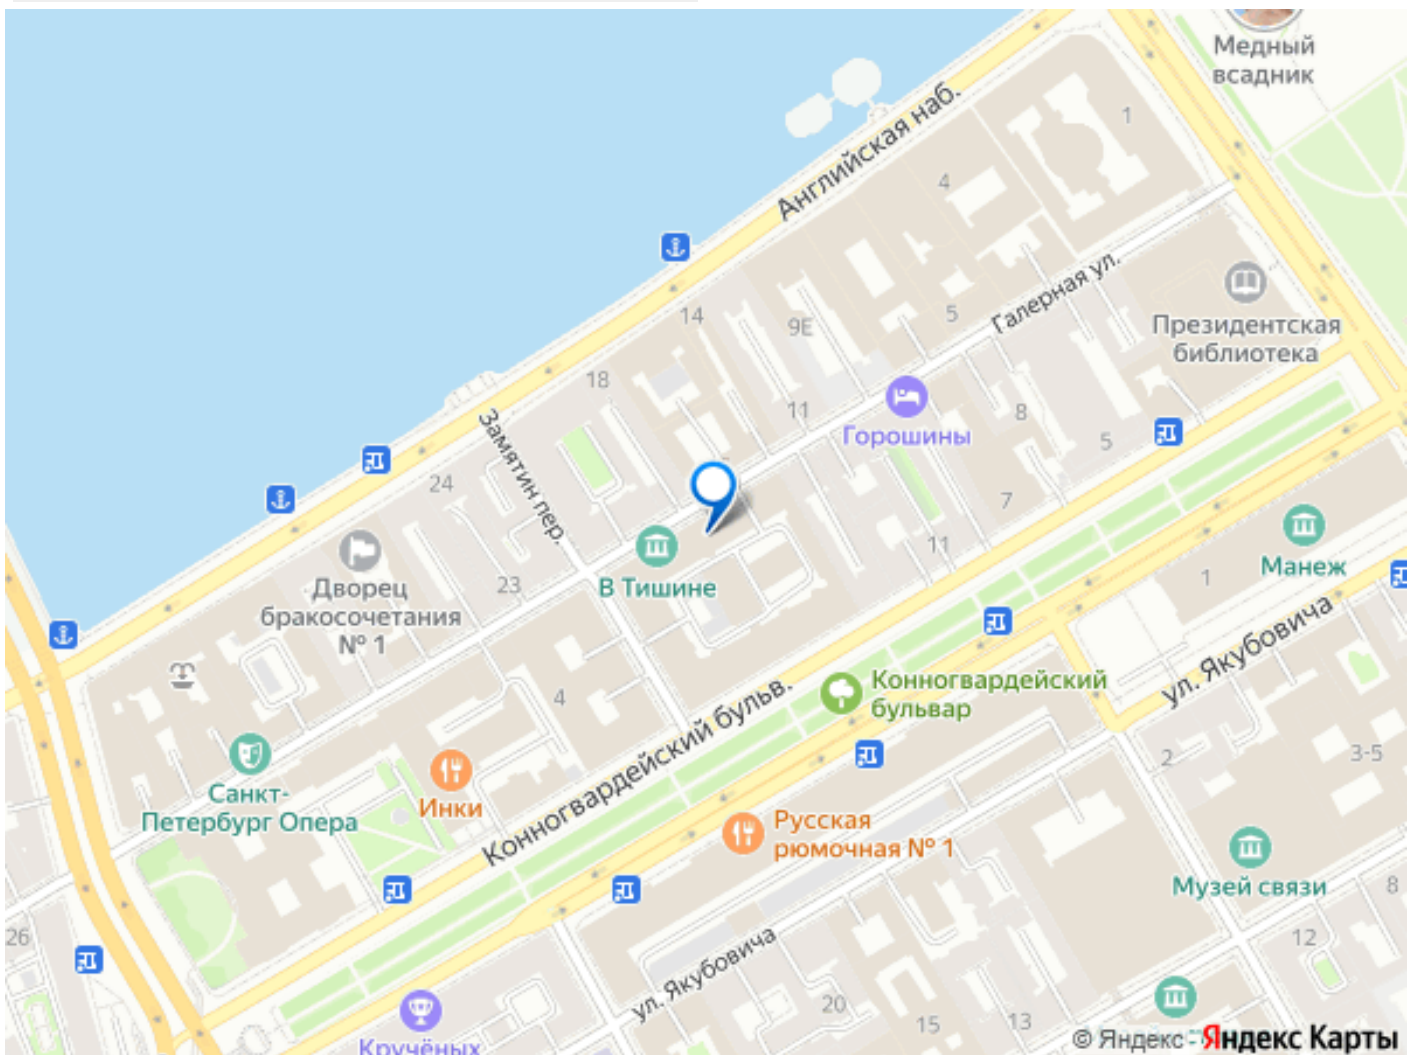 Медный
всадник
Английская наб.
1
4
Галерная ул.
5
Президентская
библиотека
14
9Е
18
11
Горошины
8
5
Замятин пер.
24
7
11
23
В Тишине
Дворец
бракосочетания
№ 1
Манеж
1
ул. Якубовича
4
Конногвардейский
бульвар
Конногвардейский бульв.
2
3-5
Санкт-
Петербург Опера
Инки
Русская
рюмочная № 1
Музей связи
8
26
12
ул. Якубовича
20
15
13
Кручёных
© Яндекс
Яндекс Карты